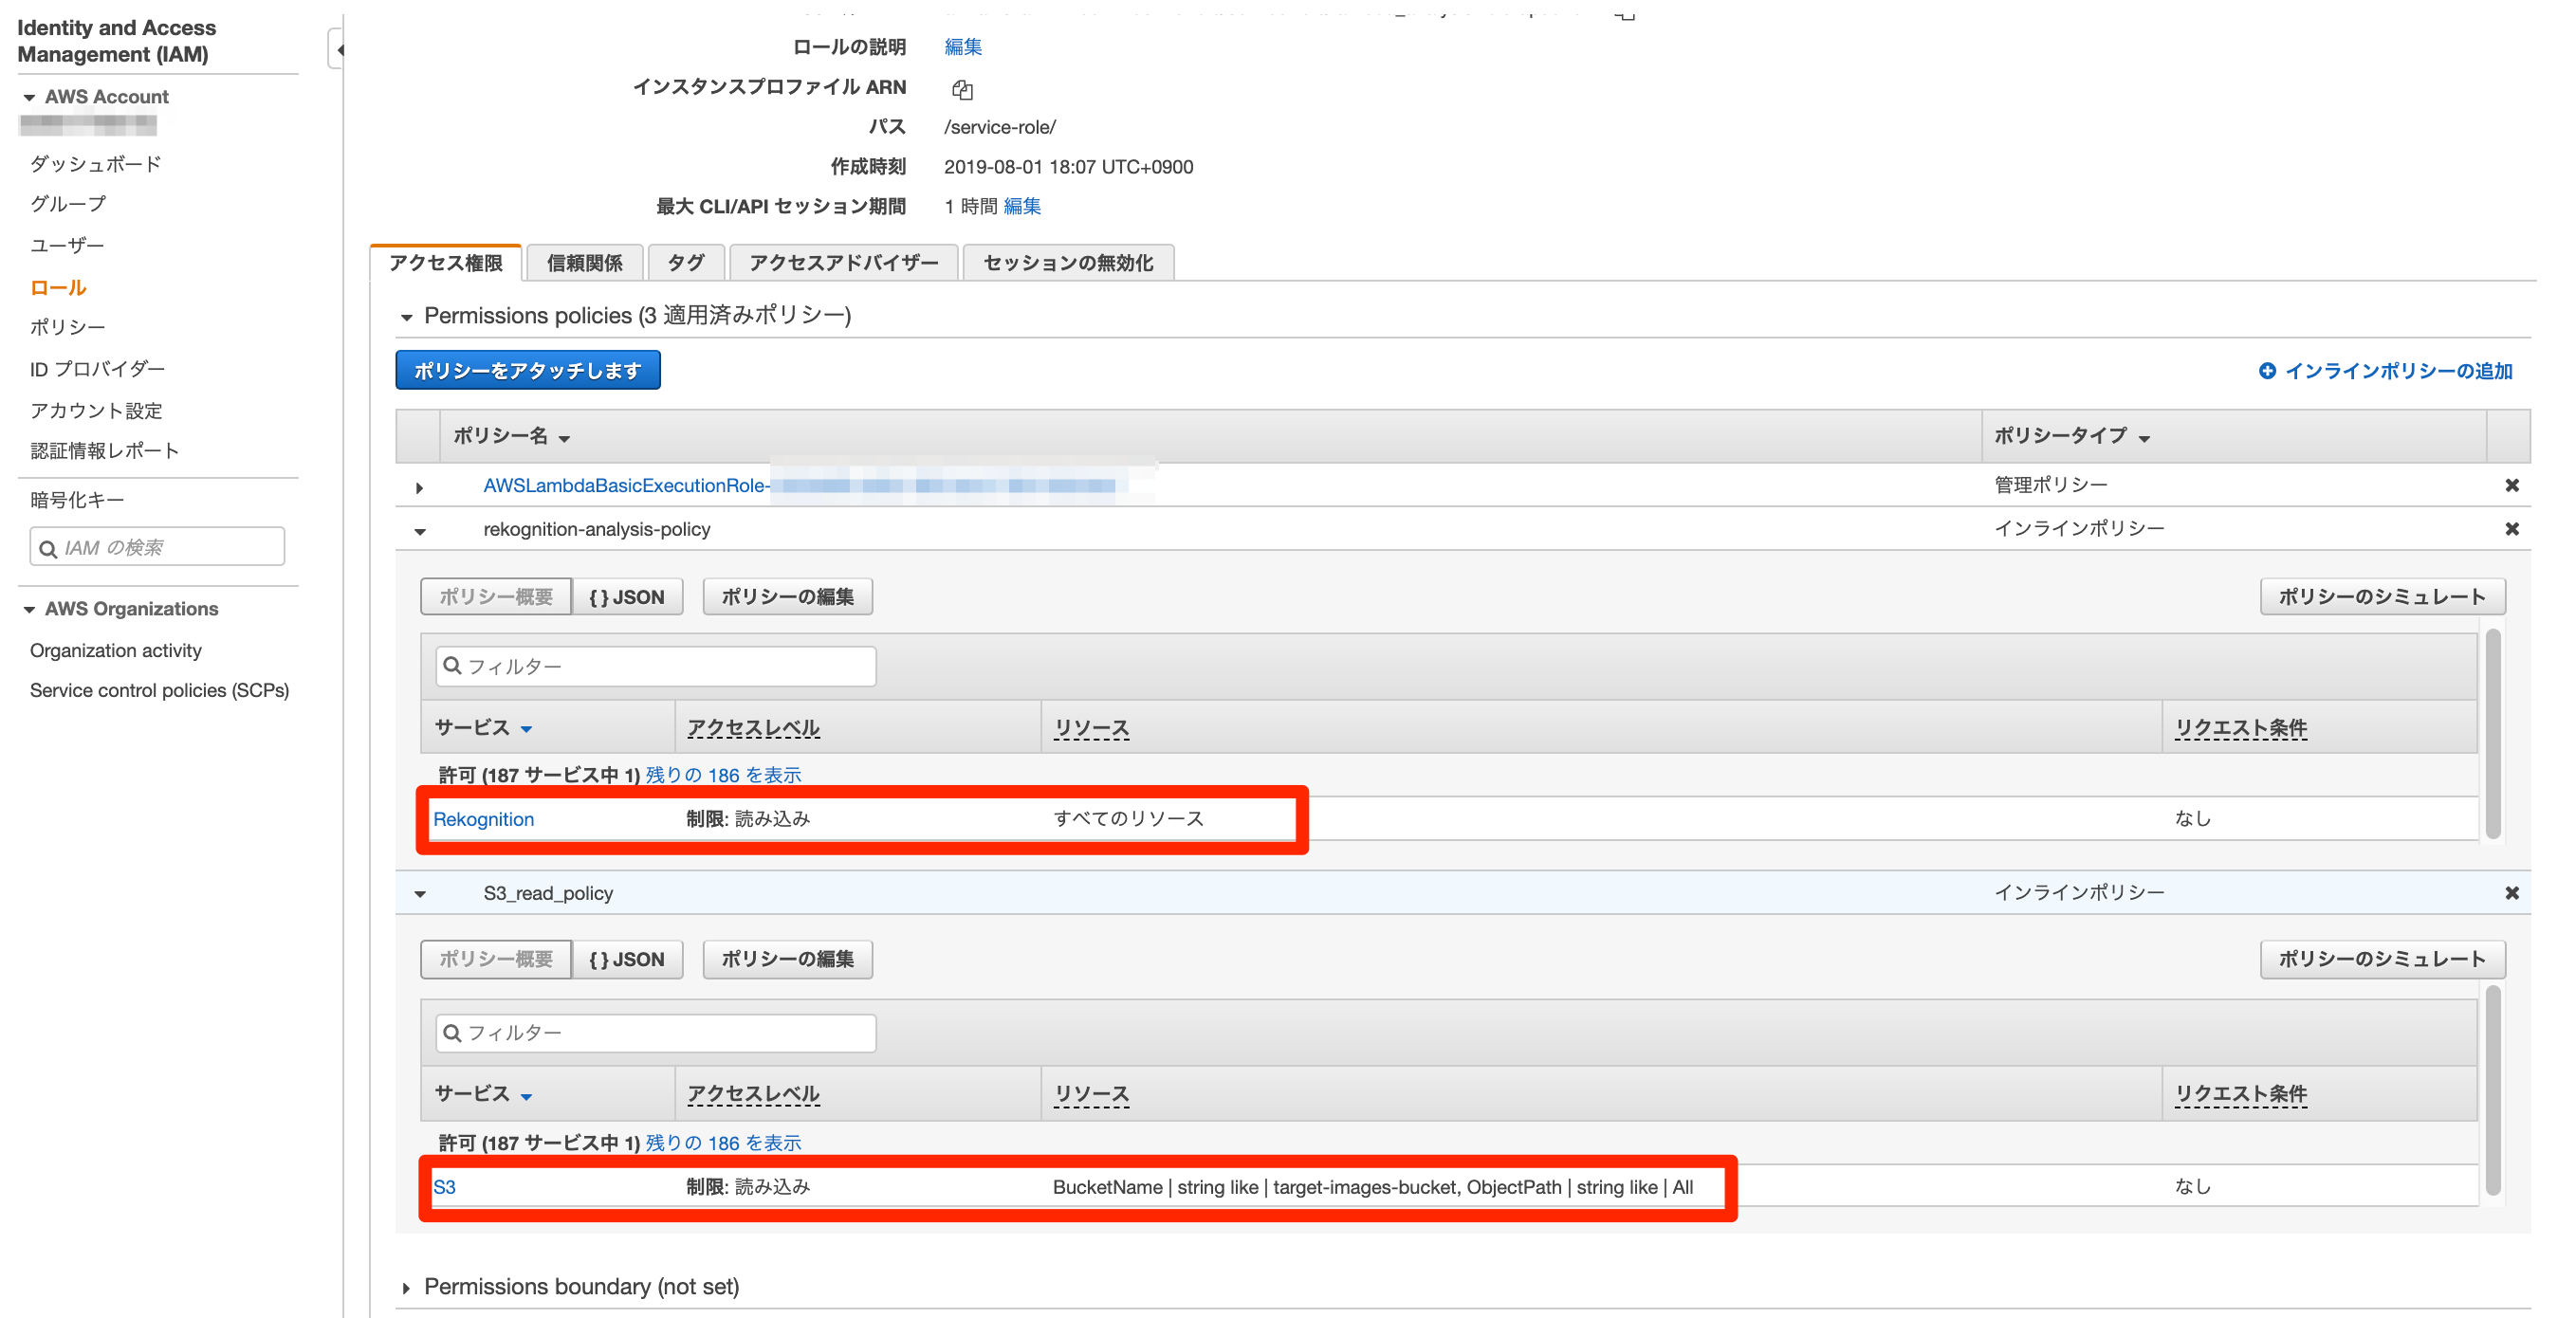 Identity and Access
Management (IAM)
AWS Account
ダッシュボード
グループ
ユーザー
ロール
ポリシー
ID プロバイダー
アカウント設定
認証情報レポート
暗号化キー
IAM の検索
AWS Organizations
Organization activity
Service control policies (SCPs)
ロールの説明 編集
インスタンスプロファイル ARN
パス /service-role/
作成時刻 2019-08-01 18:07 UTC+0900
最大 CLI/API セッション期間 1 時間 編集
アクセス権限 信頼関係 タグ アクセスアドバイザー セッションの無効化
Permissions policies (3 適用済みポリシー)
ポリシーをアタッチします インラインポリシーの追加
ポリシー名 ポリシータイプ
AWSLambdaBasicExecutionRole- 管理ポリシー
rekognition-analysis-policy インラインポリシー
ポリシー概要 { } JSON ポリシーの編集 ポリシーのシミュレート
フィルター
サービス アクセスレベル リソース リクエスト条件
許可 (187 サービス中 1) 残りの 186 を表示
Rekognition 制限: 読み込み すべてのリソース なし
S3_read_policy インラインポリシー
ポリシー概要 { } JSON ポリシーの編集 ポリシーのシミュレート
フィルター
サービス アクセスレベル リソース リクエスト条件
許可 (187 サービス中 1) 残りの 186 を表示
S3 制限: 読み込み BucketName | string like | target-images-bucket, ObjectPath | string like | All なし
Permissions boundary (not set)